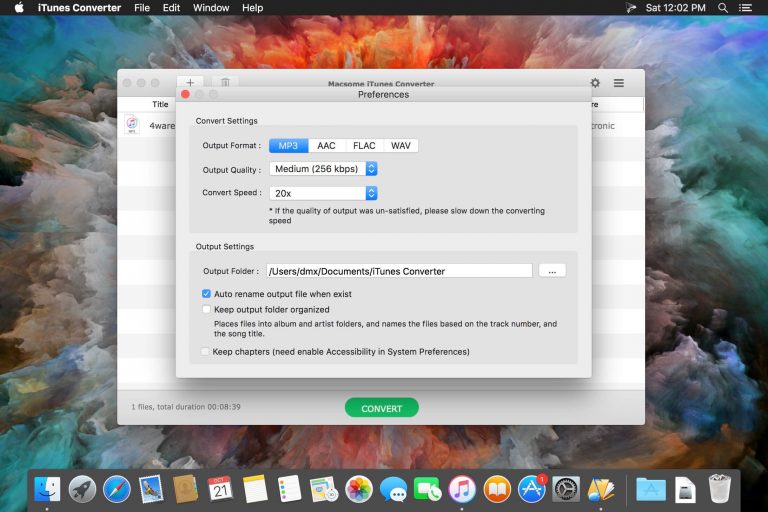 iTunes Converter File Edit Window Help Sat 12:02 PM
Macsome iTunes Converter
Preferences
Title
re
4ware
tronic
Convert Settings
Output Format : MP3 AAC FLAC WAV
Output Quality : Medium (256 kbps)
Convert Speed : 20x
* If the quality of output was un-satisfied, please slow down the converting
speed
Output Settings
Output Folder : /Users/dmx/Documents/iTunes Converter ...
Auto rename output file when exist
Keep output folder organized
Places files into album and artist folders, and names the files based on the track number, and
the song title.
Keep chapters (need enable Accessibility in System Preferences)
1 files, total duration 00:08:39
CONVERT
OCT
21
1